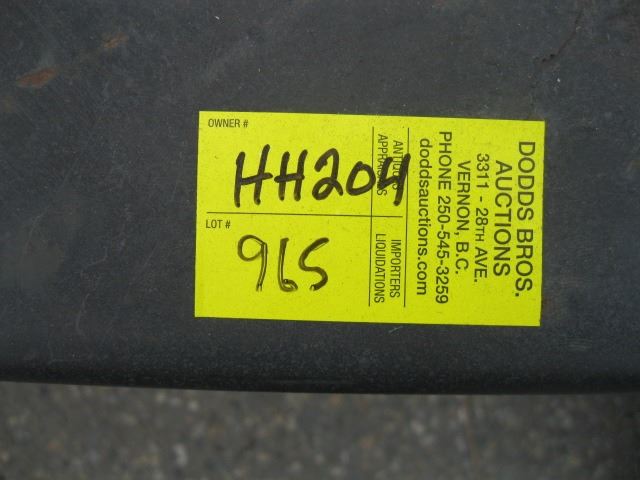 OWNER #
HH204
LOT #
965
ANTIQUES
APPRAISALS
IMPORTERS
LIQUIDATIONS
DODDS BROS.
AUCTIONS
3311 - 28TH AVE.
VERNON, B.C.
PHONE 250-545-3259
doddsauctions.com